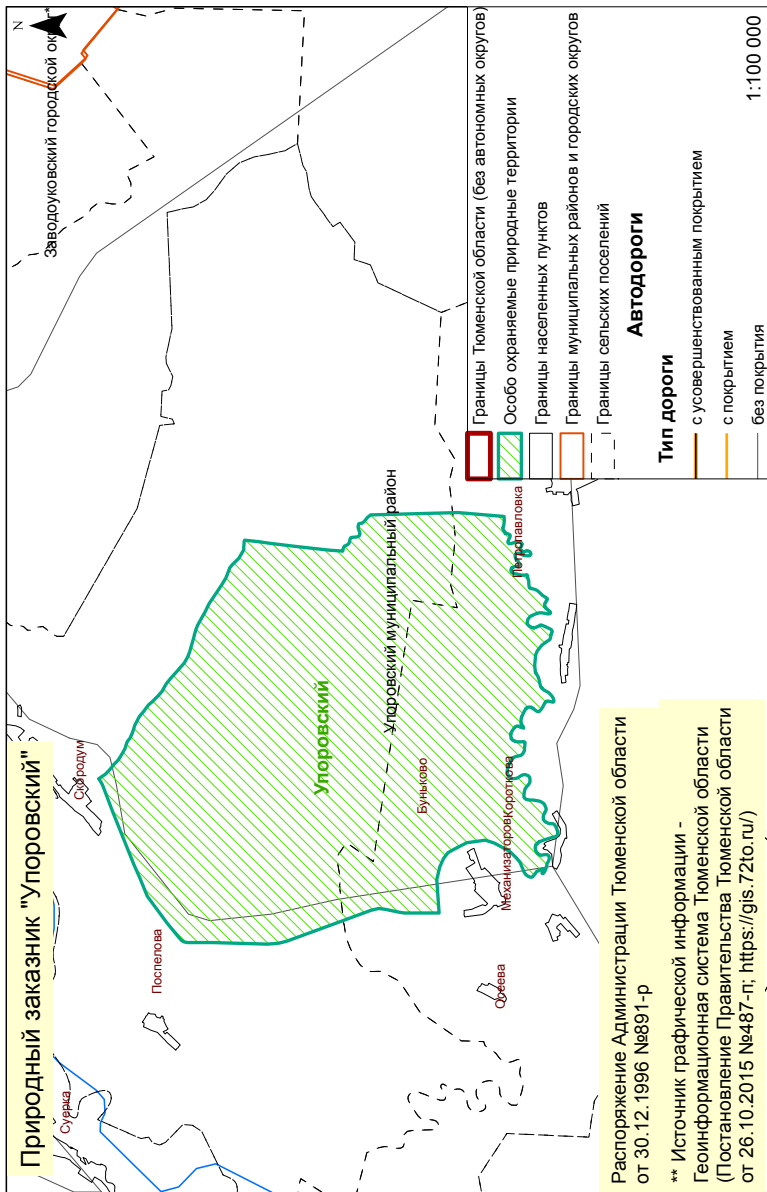 Природный заказник "Упоровский"
N
Заводоуковский городской округ*
Суерка
Поспелова
Скородум
Упоровский
Упоровский муниципальный район
Буньково
Механизаторов
Короткова
Петропавловка
Распоряжение Администрации Тюменской области
от 30.12.1996 №891-р
** Источник графической информации -
Геоинформационная система Тюменской области
(Постановление Правительства Тюменской области
от 26.10.2015 №487-п; https://gis.72to.ru/)
Границы Тюменской области (без автономных округов)
Особо охраняемые природные территории
Границы населенных пунктов
Границы муниципальных районов и городских округов
Границы сельских поселений
Автодороги
Тип дороги
с усовершенствованным покрытием
с покрытием
без покрытия
1:100 000